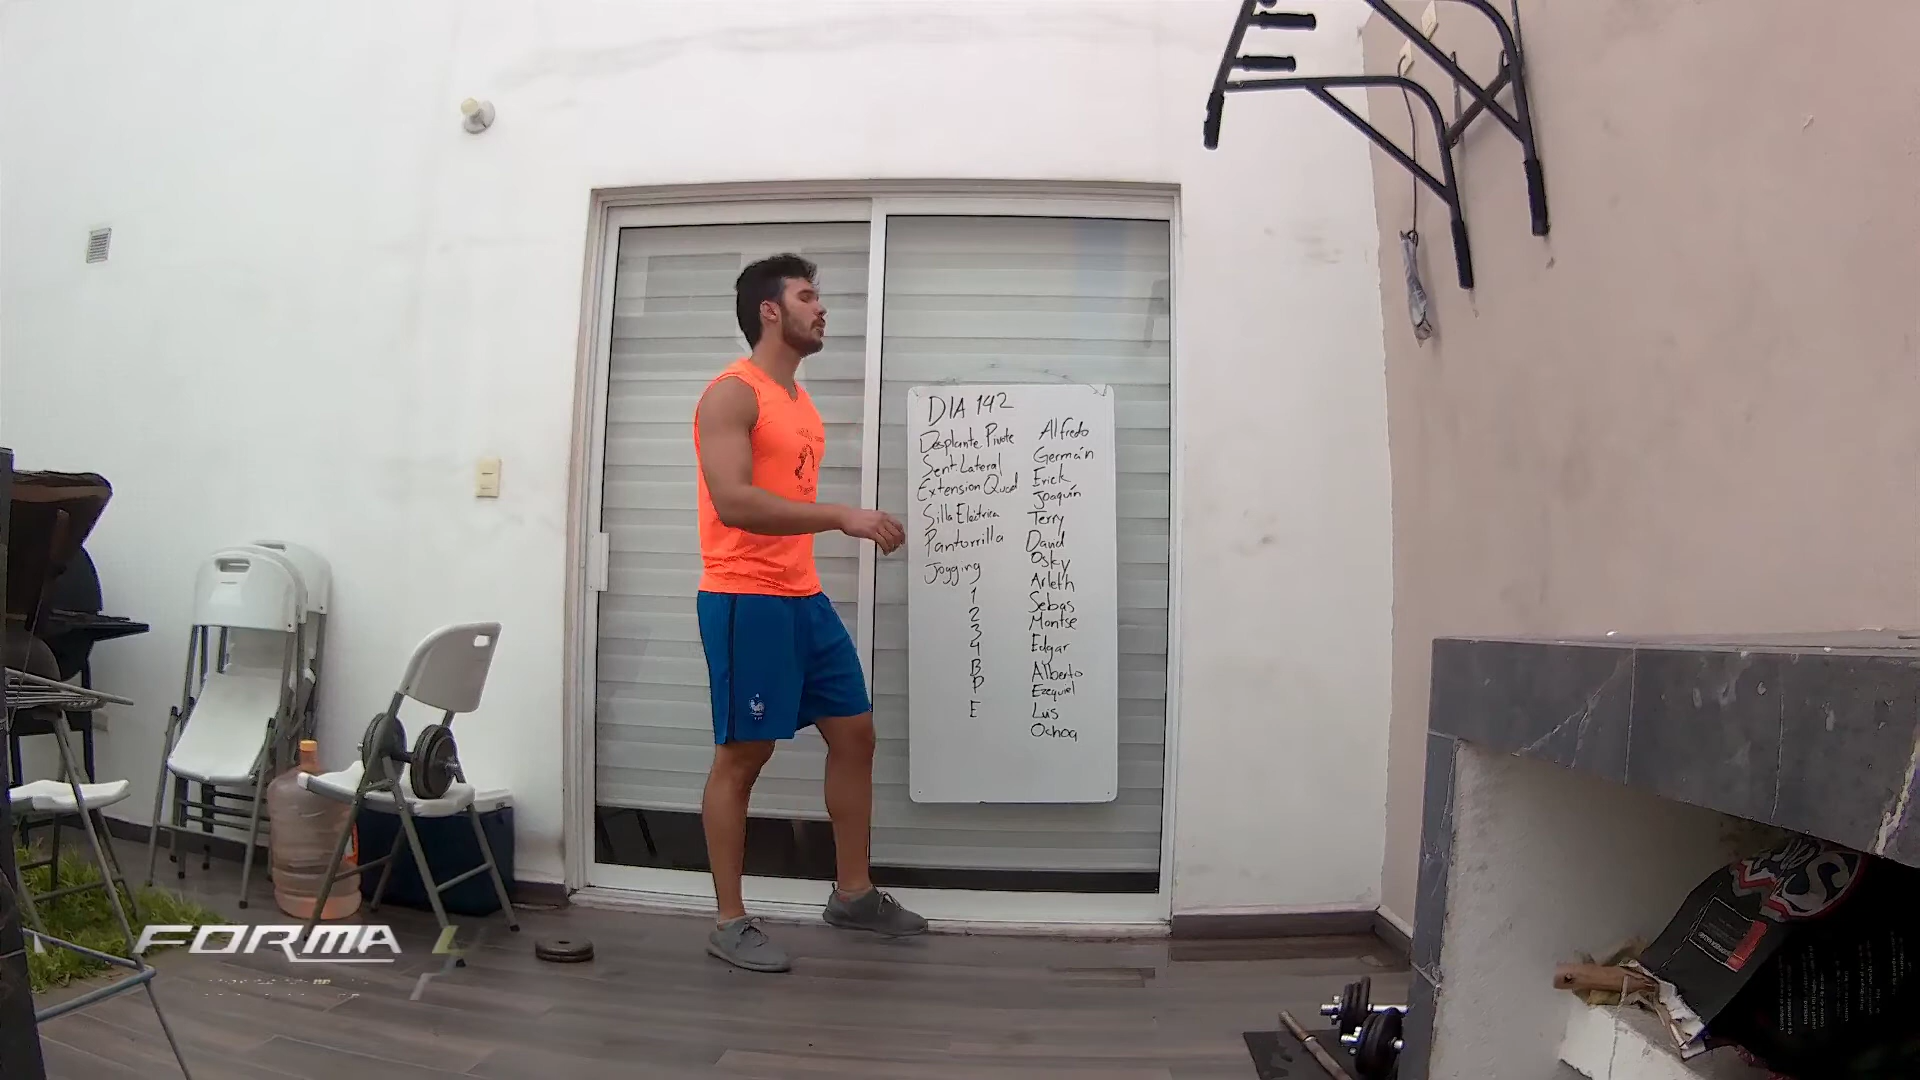 DIA 142
Desplante Pivote
Sent. Lateral
Extension Quad
Silla Eléctrica
Pantorrilla
Jogging
1
2
3
4
B
P
E
Alfredo
Germán
Erick
Joaquín
Terry
David
Osky
Arleth
Sebas
Montse
Edgar
Alberto
Ezequiel
Luis
Ochoa
FORMA